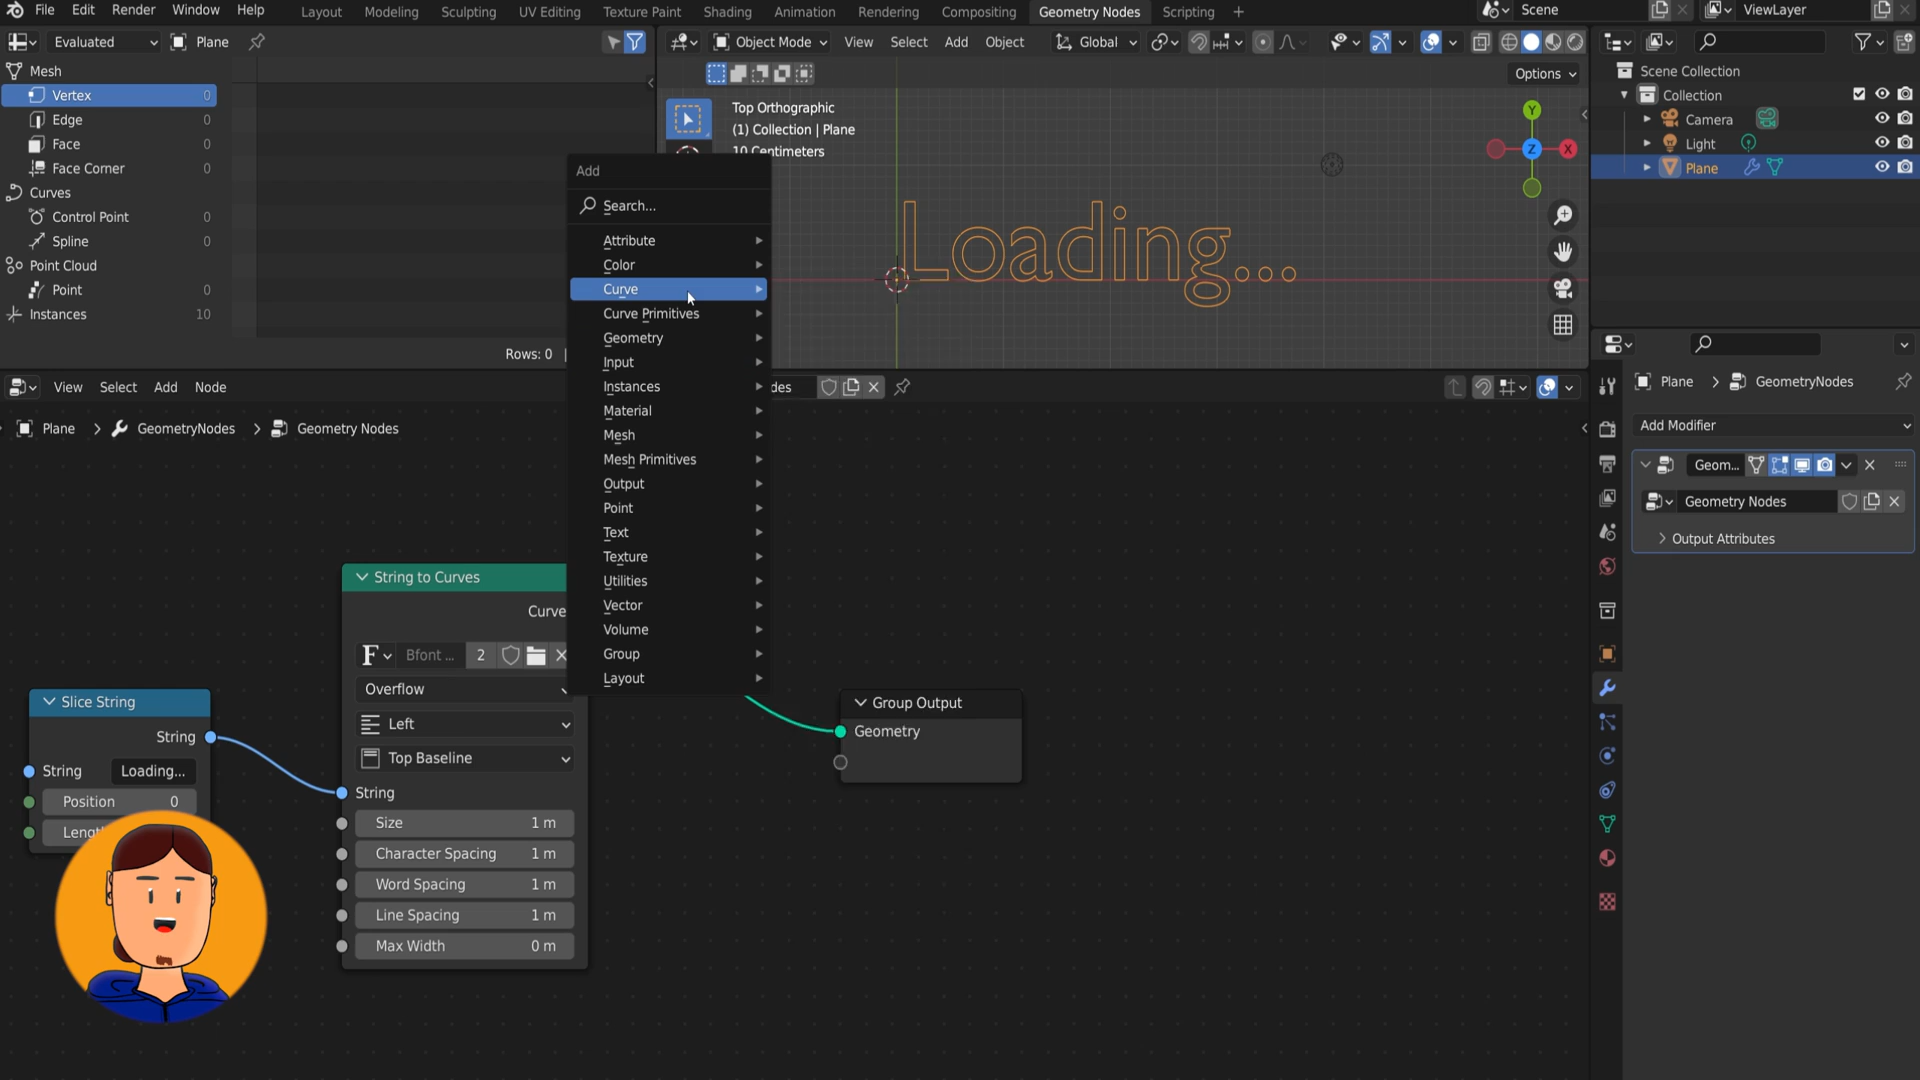 File Edit Render Window Help Layout Modeling Sculpting UV Editing Texture Paint Shading Animation Rendering Compositing Geometry Nodes Scripting + Scene ViewLayer
Evaluated Plane
Object Mode View Select Add Object Global
Options
Mesh
Vertex 0
Edge 0
Face 0
Face Corner 0
Curves
Control Point 0
Spline 0
Point Cloud
Point 0
Instances 10
Rows: 0
Top Orthographic
(1) Collection | Plane
10 Centimeters
Y
Z
X
Loading...
Scene Collection
Collection
Camera
Light
Plane
Add
Search...
Attribute
Color
Curve
Curve Primitives
Geometry
Input
Instances
Material
Mesh
Mesh Primitives
Output
Point
Text
Texture
Utilities
Vector
Volume
Group
Layout
View Select Add Node
des
Plane > GeometryNodes > Geometry Nodes
Slice String
String
String Loading...
Position 0
String to Curves
Curve
F Bfont ... 2
Overflow
Left
Top Baseline
String
Size 1 m
Character Spacing 1 m
Word Spacing 1 m
Line Spacing 1 m
Max Width 0 m
Group Output
Geometry
Plane > GeometryNodes
Add Modifier
Geom...
Geometry Nodes
Output Attributes